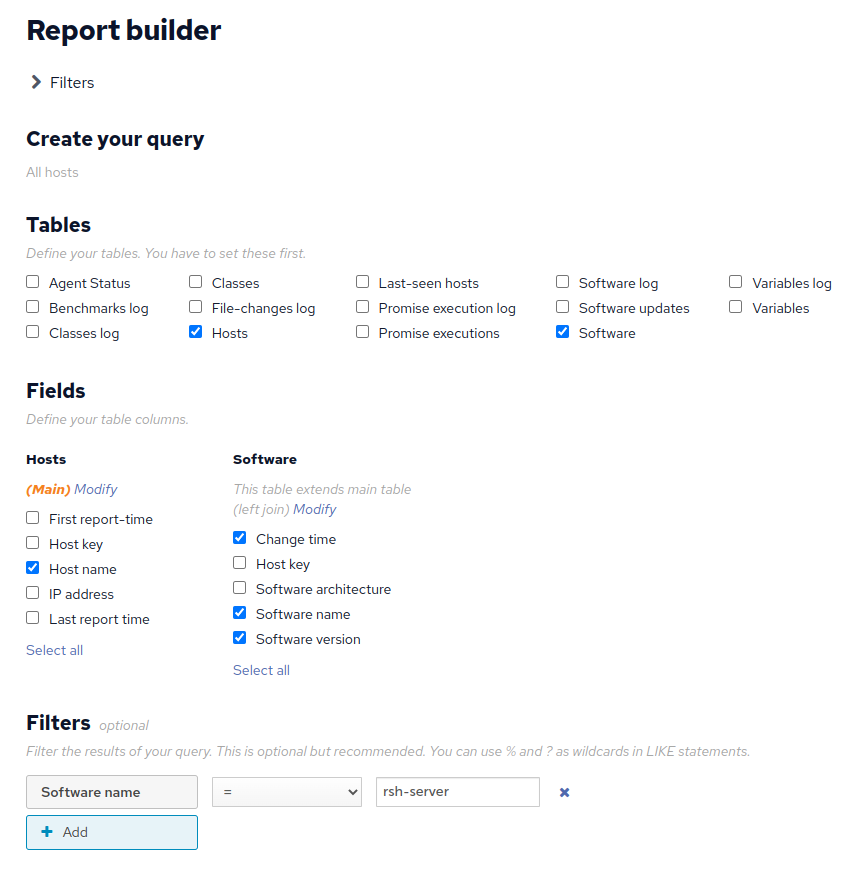 Report builder
Filters
Create your query
All hosts
Tables
Define your tables. You have to set these first.
Agent Status Classes Last-seen hosts Software log Variables log
Benchmarks log File-changes log Promise execution log Software updates Variables
Classes log Hosts Promise executions Software
Fields
Define your table columns.
Hosts Software
(Main) Modify
This table extends main table
(left join) Modify
First report-time
Host key
Host name
IP address
Last report time
Select all
Change time
Host key
Software architecture
Software name
Software version
Select all
Filters optional
Filter the results of your query. This is optional but recommended. You can use % and ? as wildcards in LIKE statements.
Software name = rsh-server
Add